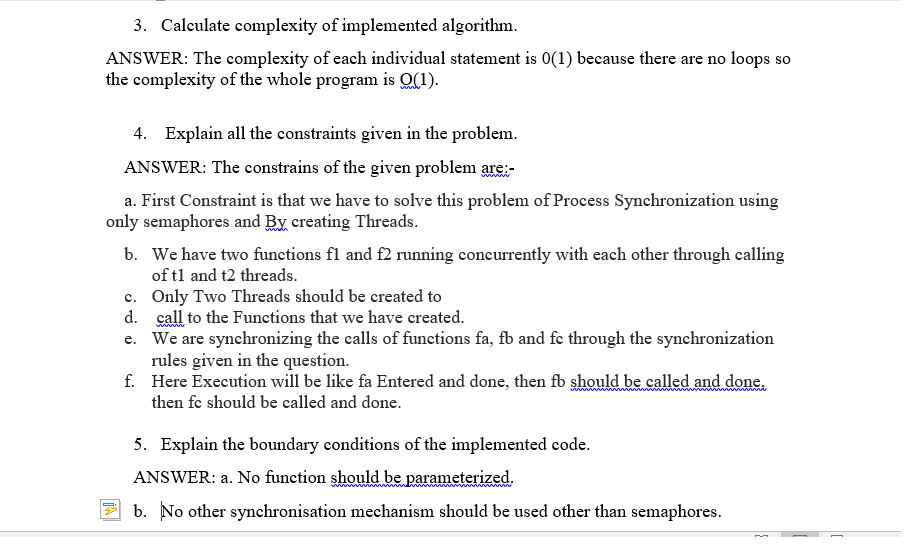 3. Calculate complexity of implemented algorithm.
ANSWER: The complexity of each individual statement is 0(1) because there are no loops so
the complexity of the whole program is O(1).
4. Explain all the constraints given in the problem.
ANSWER: The constrains of the given problem are:-
a. First Constraint is that we have to solve this problem of Process Synchronization using
only semaphores and By creating Threads.
b. We have two functions f1 and f2 running concurrently with each other through calling
of t1 and t2 threads.
c. Only Two Threads should be created to
d. call to the Functions that we have created.
e. We are synchronizing the calls of functions fa, fb and fc through the synchronization
rules given in the question.
f. Here Execution will be like fa Entered and done, then fb should be called and done,
then fc should be called and done.
5. Explain the boundary conditions of the implemented code.
ANSWER: a. No function should be parameterized.
b. No other synchronisation mechanism should be used other than semaphores.